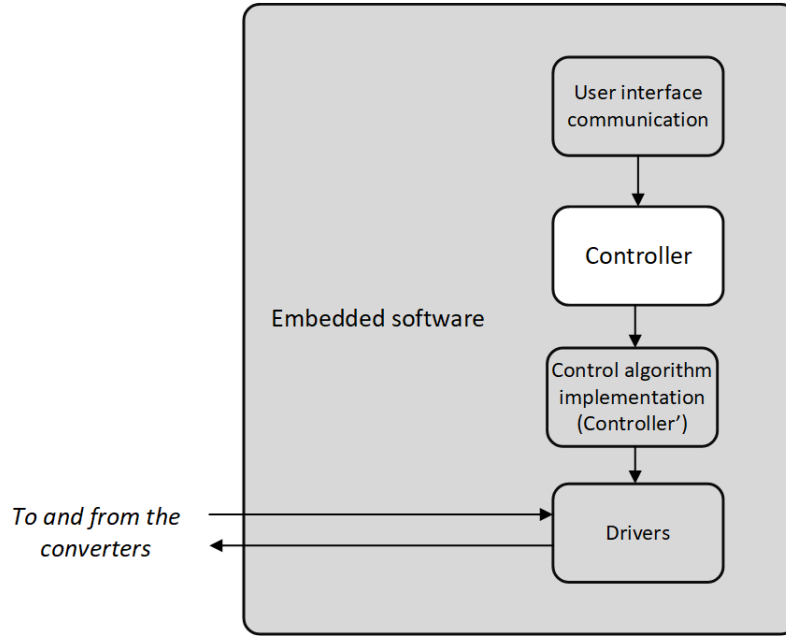 User interface
communication
Controller
Embedded software
Control algorithm
implementation
(Controller’)
To and from the
converters
Drivers